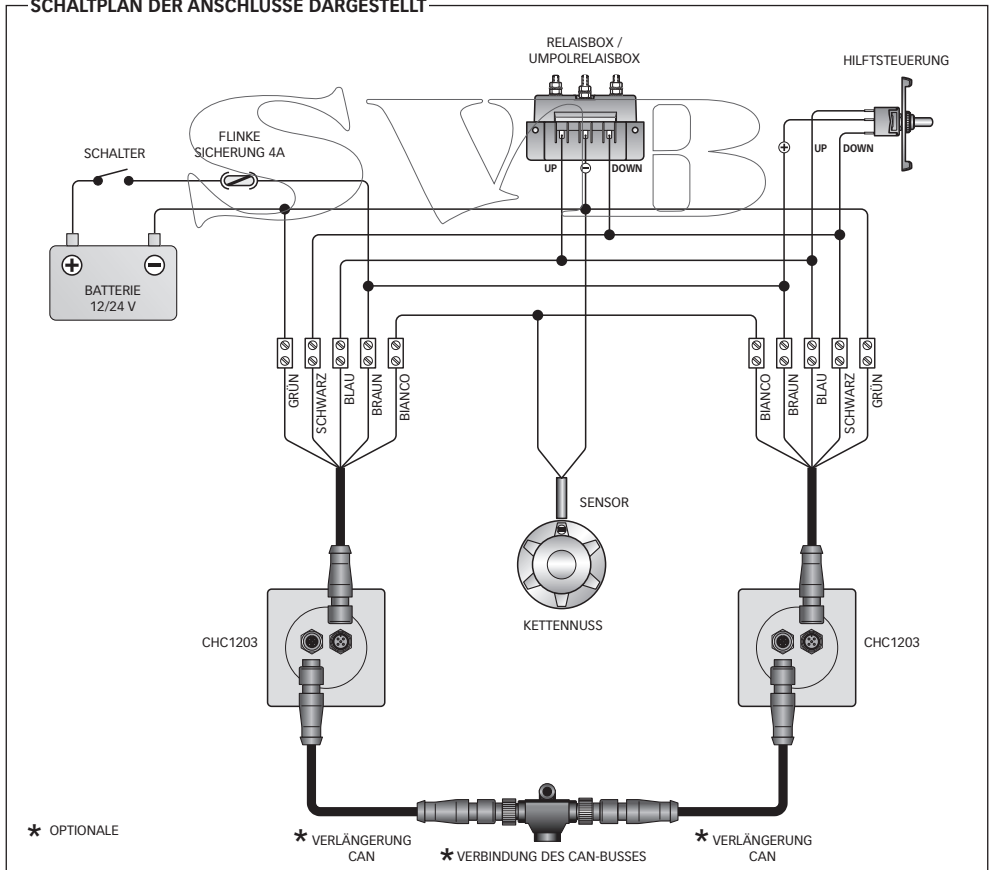 SCHALTPLAN DER ANSCHLÜSSE DARGESTELLT
RELAISBOX /
UMPOLRELAISBOX
HILFTSTEUERUNG
SVB
FLINKE
SICHERUNG 4A
SCHALTER
UP
DOWN
UP
DOWN
BATTERIE
12/24 V
GRÜN
SCHWARZ
BLAU
BRAUN
BIANCO
BIANCO
BRAUN
BLAU
SCHWARZ
GRÜN
SENSOR
KETTENNUSS
CHC1203
CHC1203
* OPTIONALE
* VERLÄNGERUNG
CAN
* VERBINDUNG DES CAN-BUSSES
* VERLÄNGERUNG
CAN